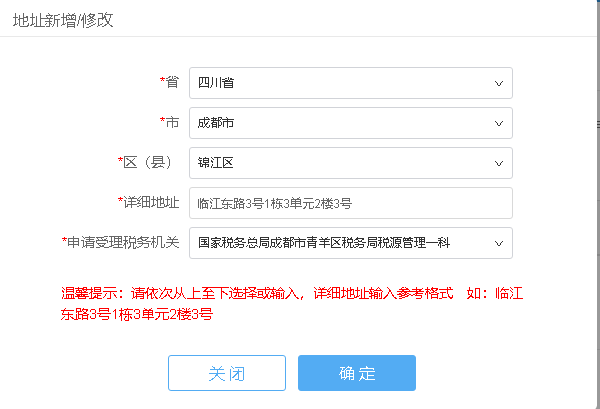 地址新增/修改
*省 四川省
*市 成都市
*区（县） 锦江区
*详细地址 临江东路3号1栋3单元2楼3号
*申请受理税务机关 国家税务总局成都市青羊区税务局税源管理一科
温馨提示：请依次从上至下选择或输入，详细地址输入参考格式 如：临江
东路3号1栋3单元2楼3号
关闭 确定